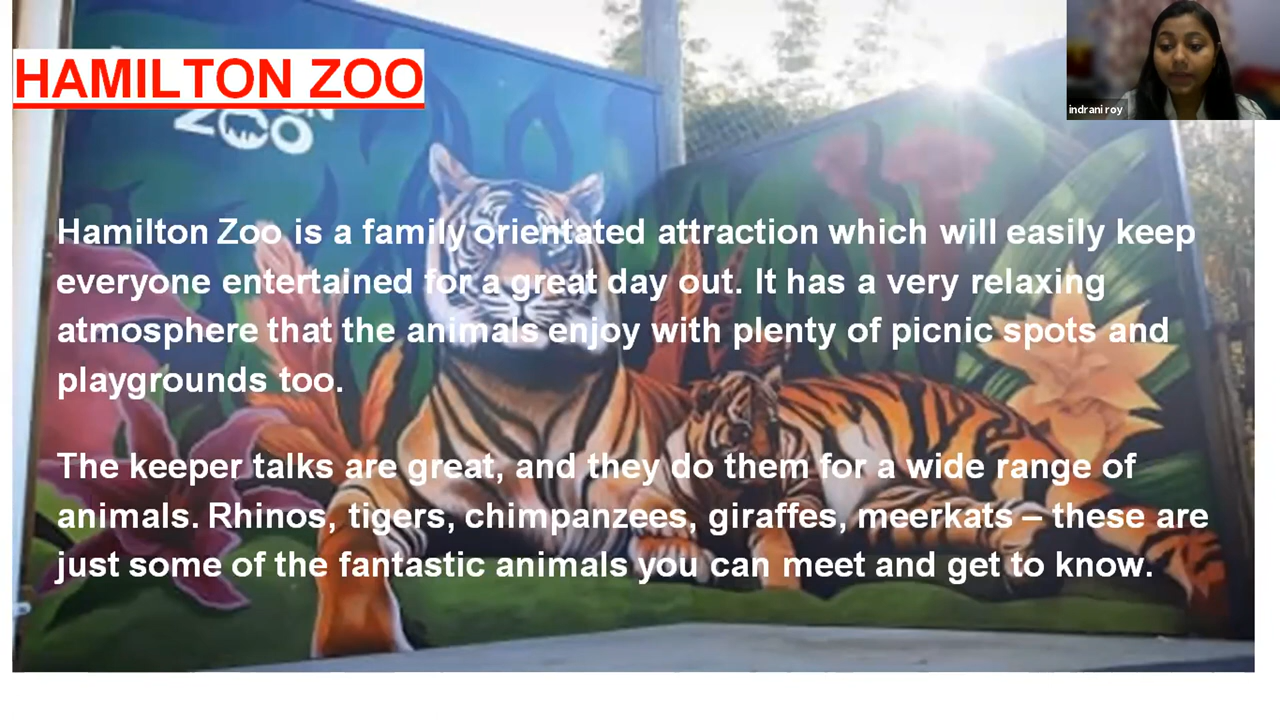 HAMILTON ZOO
indrani roy
ZOO
Hamilton Zoo is a family orientated attraction which will easily keep
everyone entertained for a great day out. It has a very relaxing
atmosphere that the animals enjoy with plenty of picnic spots and
playgrounds too.
The keeper talks are great, and they do them for a wide range of
animals. Rhinos, tigers, chimpanzees, giraffes, meerkats – these are
just some of the fantastic animals you can meet and get to know.